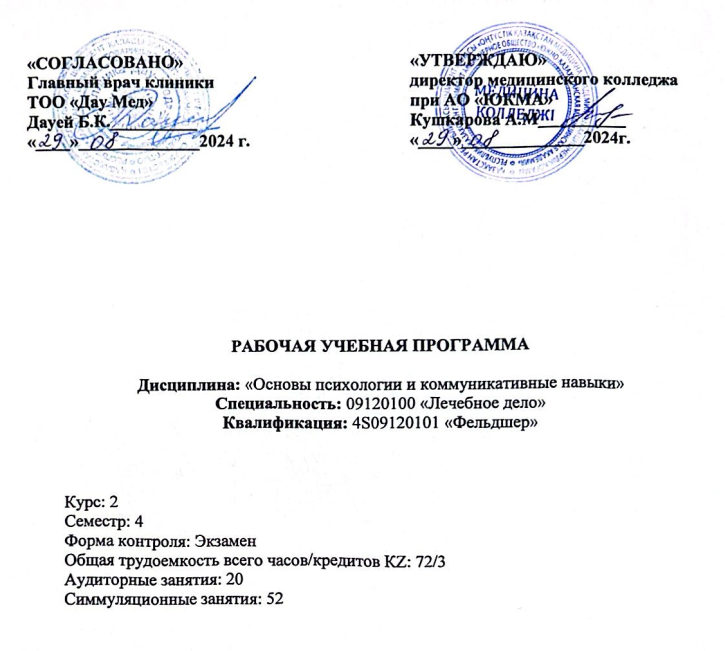 «СОГЛАСОВАНО»
Главный врач клиники
ТОО «Дау Мед»
Дауей Б.К.
«29»  08  2024 г.
«УТВЕРЖДАЮ»
директор медицинского колледжа
при АО «ЮКМА»
Кушкарова А.М
«29»  08  2024г.
МЕДИЦИНА
КОЛЛЕДЖІ
РАБОЧАЯ УЧЕБНАЯ ПРОГРАММА
Дисциплина: «Основы психологии и коммуникативные навыки»
Специальность: 09120100 «Лечебное дело»
Квалификация: 4S09120101 «Фельдшер»
Курс: 2
Семестр: 4
Форма контроля: Экзамен
Общая трудоемкость всего часов/кредитов KZ: 72/3
Аудиторные занятия: 20
Симмуляционные занятия: 52